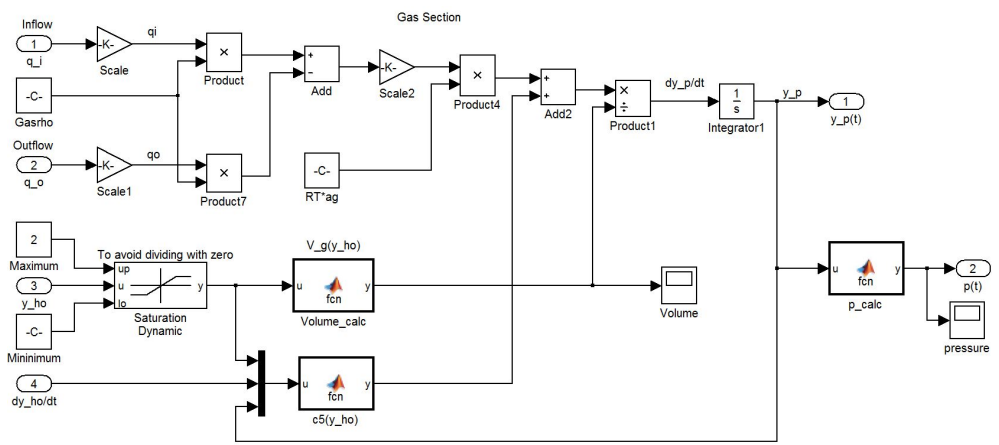 Gas Section
Inflow
1
q_i
-K-
Scale
qi
×
Product
+
−
Add
-K-
Scale2
×
Product4
+
+
Add2
×
÷
Product1
dy_p/dt
1
s
Integrator1
y_p
1
y_p(t)
-C-
Gasrho
Outflow
2
q_o
-K-
Scale1
qo
×
Product7
-C-
RT*ag
2
Maximum
To avoid dividing with zero
up
u
lo
y
Saturation
Dynamic
3
y_ho
-C-
Mininimum
V_g(y_ho)
u
fcn
y
Volume_calc
Volume
u
fcn
y
p_calc
2
p(t)
pressure
4
dy_ho/dt
u
fcn
y
c5(y_ho)